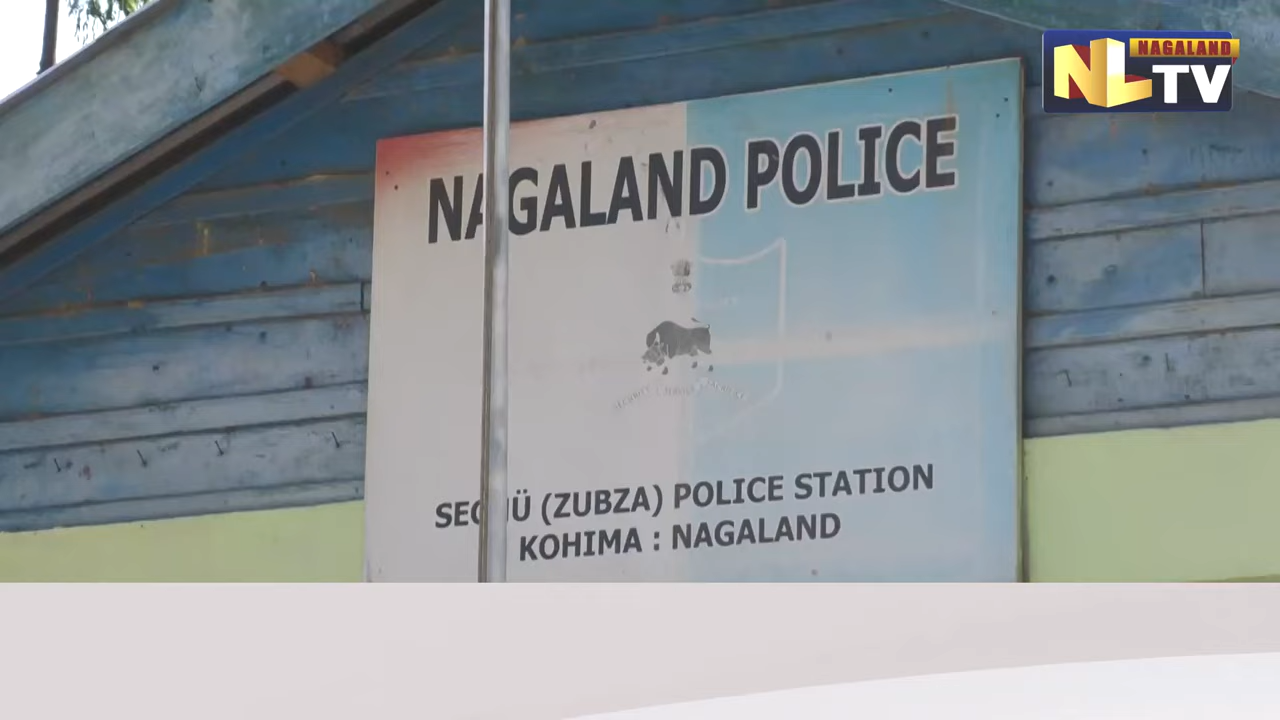 NAGALAND
NLTV
NAGALAND POLICE
(ZUBZA) POLICE STATION
KOHIMA : NAGALAND